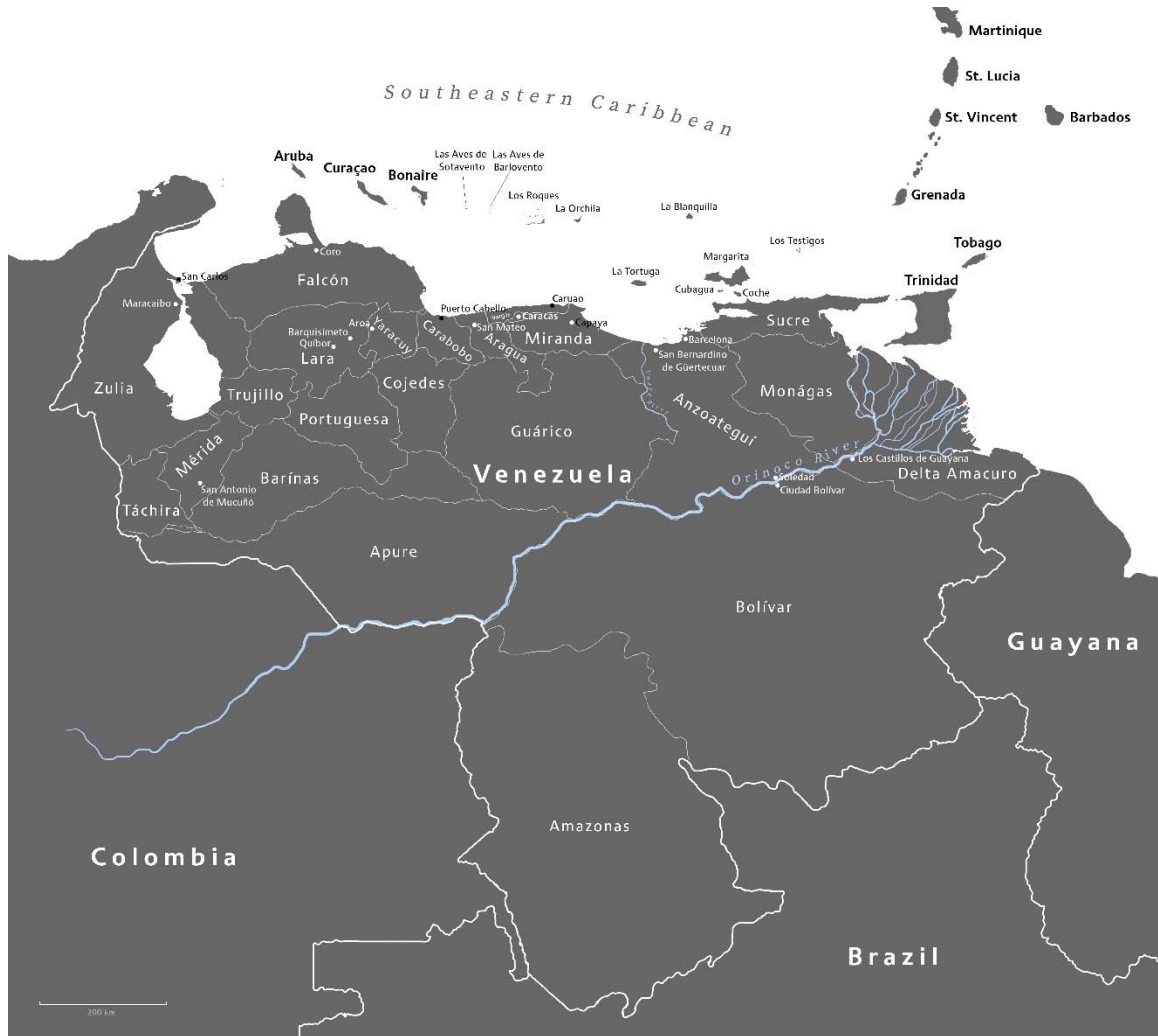 Martinique
St. Lucia
Southeastern Caribbean
St. Vincent
Barbados
Aruba
Curaçao
Bonaire
Las Aves de
Sotavento
Las Aves de
Barlovento
Los Roques
La Orchila
La Blanquilla
Grenada
Los Testigos
Tobago
Margarita
La Tortuga
Cubagua
Coche
Trinidad
Coro
San Carlos
Falcón
Maracaibo
Puerto Cabello
Caruao
Vargas
Caracas
Capaya
San Mateo
Sucre
Aroa
Yaracuy
Carabobo
Aragua
Miranda
Barquisimeto
Quíbor
Lara
Barcelona
San Bernardino
de Güertecuar
Zulia
Trujillo
Cojedes
Portuguesa
Guárico
Anzoateguí
Monágas
Mérida
Venezuela
Orinoco River
Los Castillos de Guayana
Delta Amacuro
Barínas
San Antonio
de Mucuñó
Soledad
Ciudad Bolívar
Táchira
Apure
Bolívar
Guayana
Amazonas
Colombia
Brazil
200 km